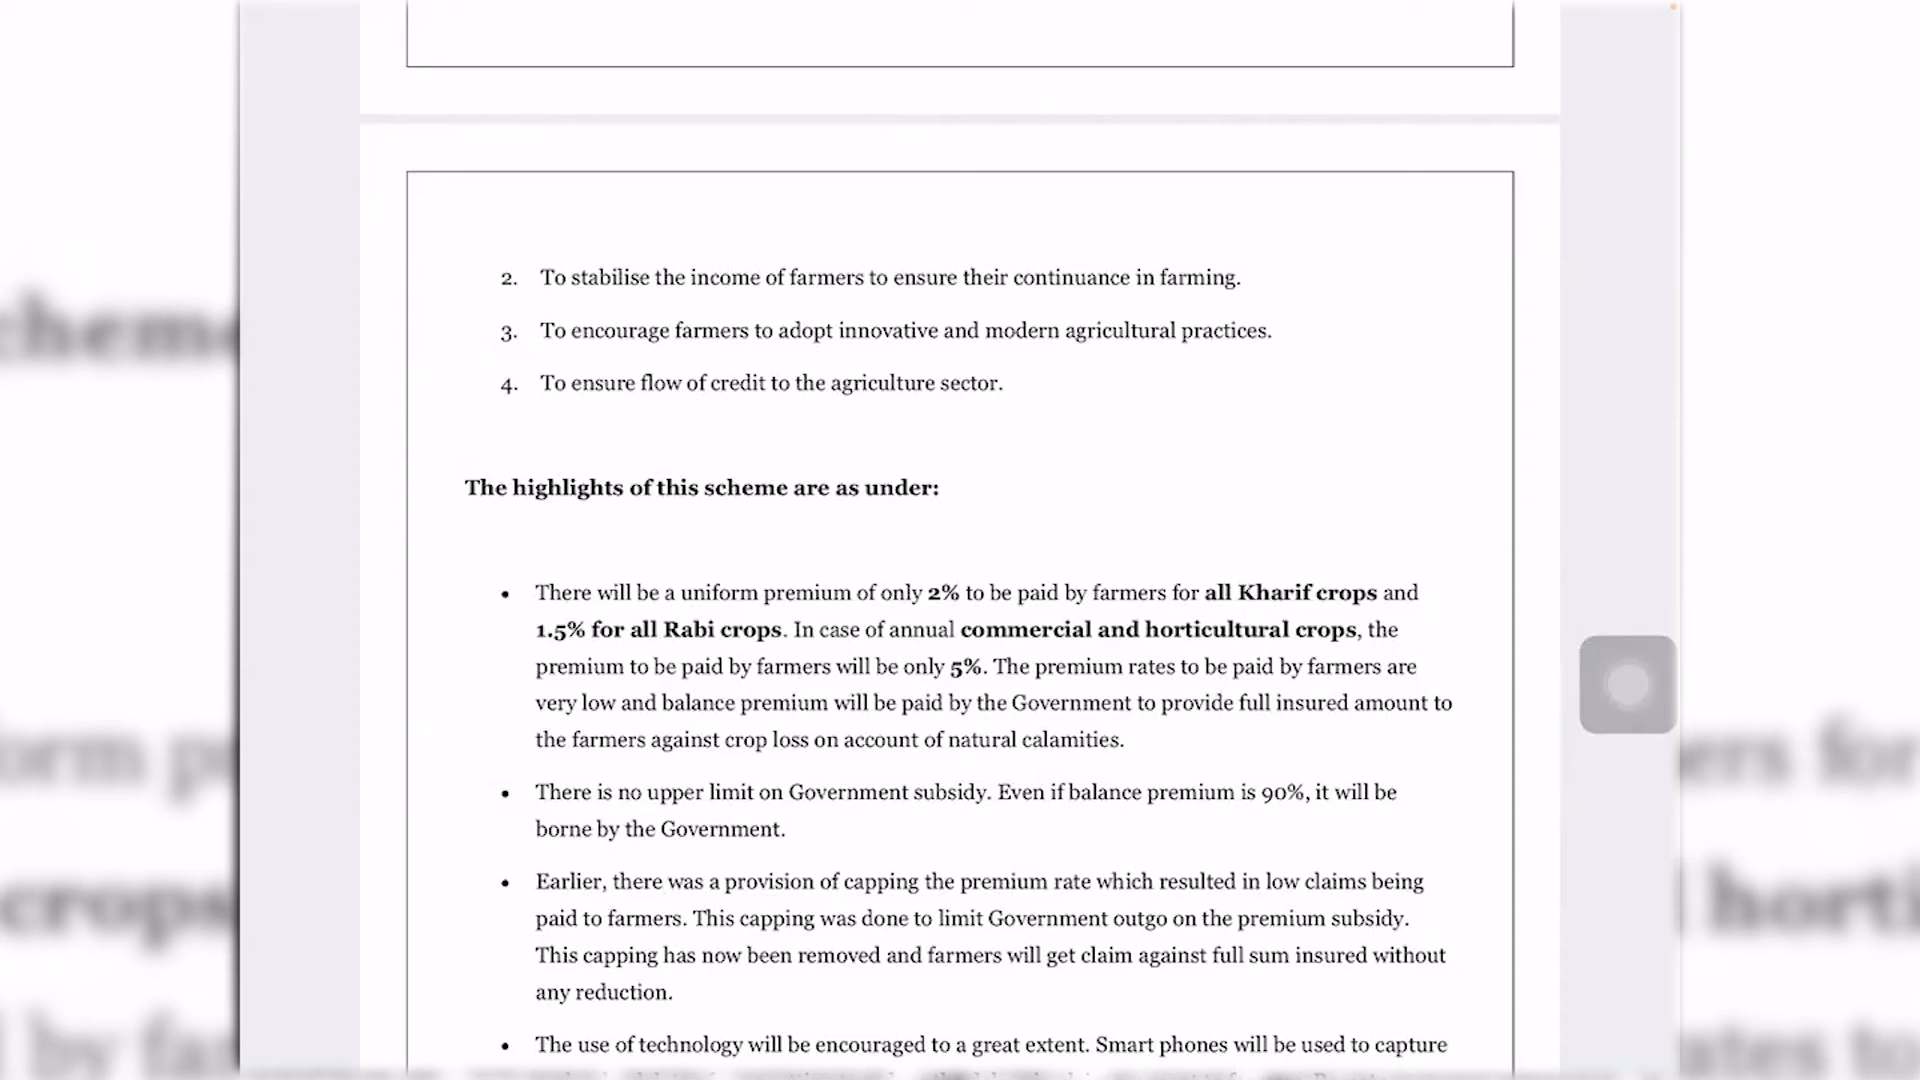 2. To stabilise the income of farmers to ensure their continuance in farming.
3. To encourage farmers to adopt innovative and modern agricultural practices.
4. To ensure flow of credit to the agriculture sector.
The highlights of this scheme are as under:
• There will be a uniform premium of only 2% to be paid by farmers for all Kharif crops and
1.5% for all Rabi crops. In case of annual commercial and horticultural crops, the
premium to be paid by farmers will be only 5%. The premium rates to be paid by farmers are
very low and balance premium will be paid by the Government to provide full insured amount to
the farmers against crop loss on account of natural calamities.
• There is no upper limit on Government subsidy. Even if balance premium is 90%, it will be
borne by the Government.
• Earlier, there was a provision of capping the premium rate which resulted in low claims being
paid to farmers. This capping was done to limit Government outgo on the premium subsidy.
This capping has now been removed and farmers will get claim against full sum insured without
any reduction.
• The use of technology will be encouraged to a great extent. Smart phones will be used to capture